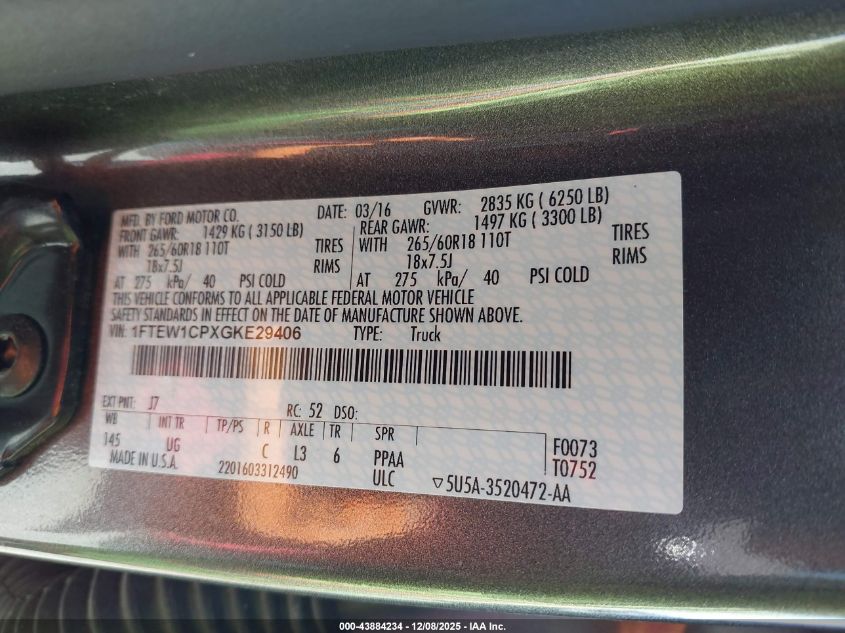 MFD. BY FORD MOTOR CO. DATE: 03/16 GVWR: 2835 KG ( 6250 LB)
FRONT GAWR: 1429 KG ( 3150 LB) REAR GAWR: 1497 KG ( 3300 LB)
WITH 265/60R18 110T TIRES WITH 265/60R18 110T TIRES
18x7.5J RIMS 18x7.5J RIMS
AT 275 kPa/ 40 PSI COLD AT 275 kPa/ 40 PSI COLD
THIS VEHICLE CONFORMS TO ALL APPLICABLE FEDERAL MOTOR VEHICLE
SAFETY STANDARDS IN EFFECT ON THE DATE OF MANUFACTURE SHOWN ABOVE.
VIN: 1FTEW1CPXGKE29406 TYPE: Truck
EXT PNT: J7 RC: 52 DSO:
WB INT TR TP/PS R AXLE TR SPR
145 UG C L3 6 PPAA F0073
MADE IN U.S.A. 2201603312490 ULC T0752
▽5U5A-3520472-AA
000-43884234 | 12/08/2025 - IAA Inc.